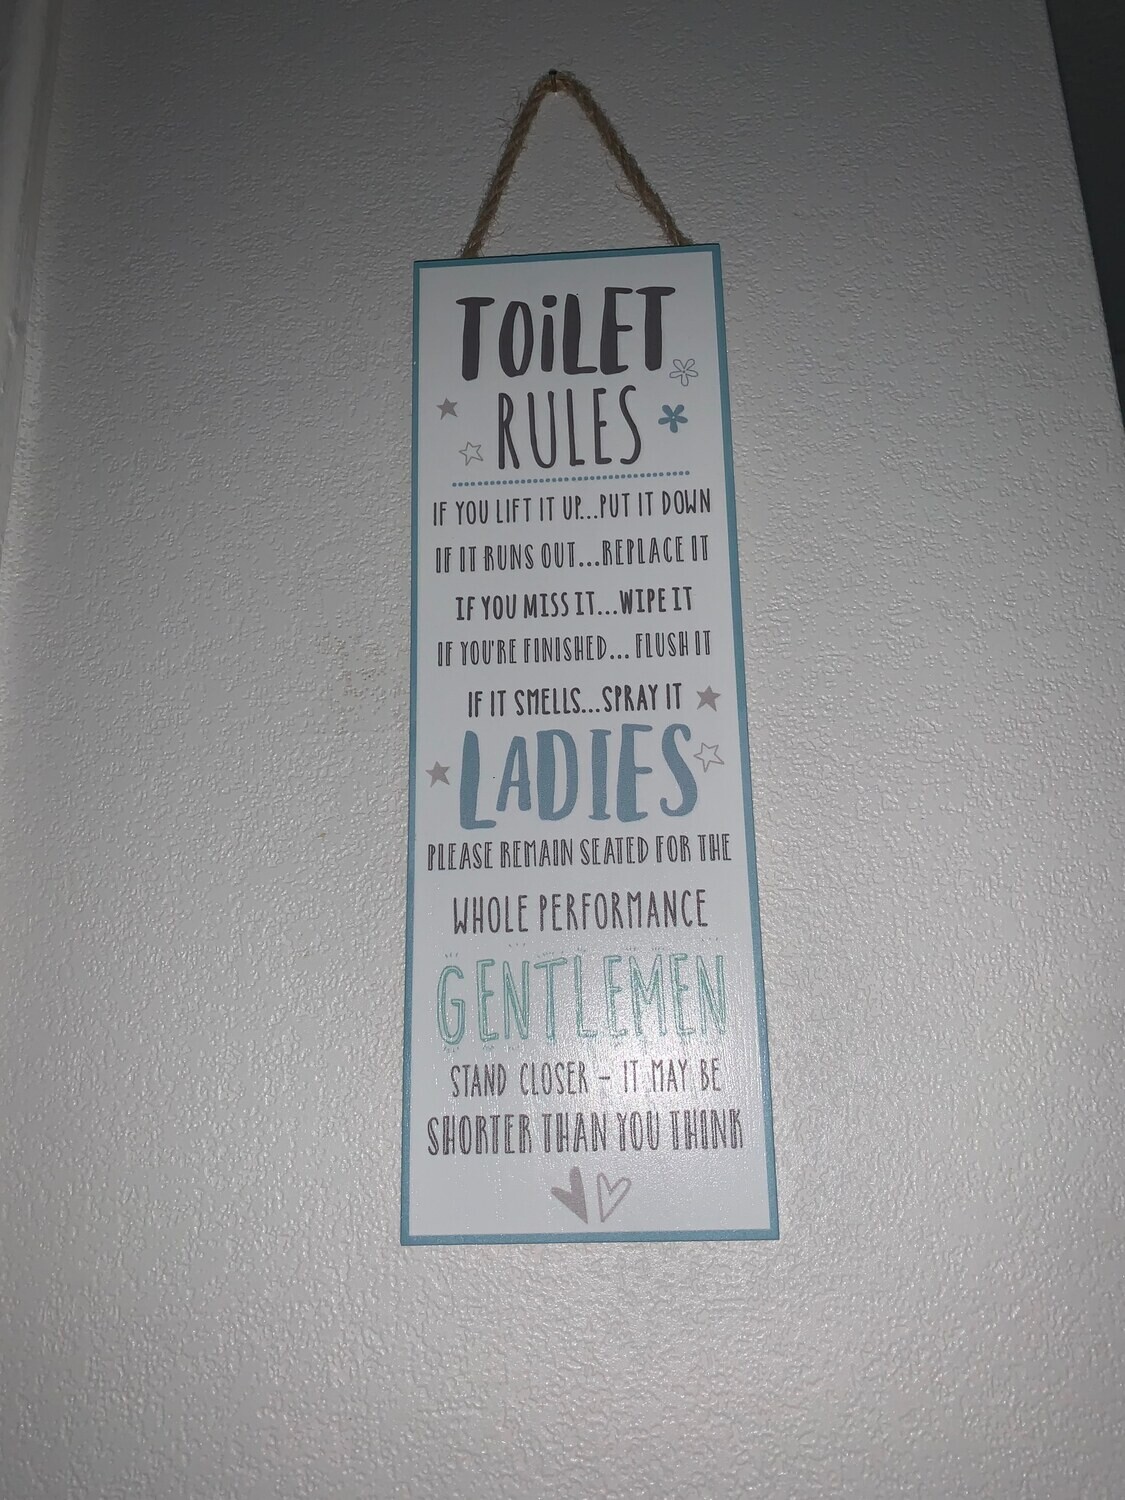 TOiLET
RULES
IF YOU LIFT IT UP...PUT IT DOWN
IF IT RUNS OUT...REPLACE IT
IF YOU MISS IT...WIPE IT
IF YOU'RE FINISHED... FLUSH IT
IF IT SMELLS...SPRAY IT
LADIES
PLEASE REMAIN SEATED FOR THE
WHOLE PERFORMANCE
GENTLEMEN
STAND CLOSER - IT MAY BE
SHORTER THAN YOU THINK